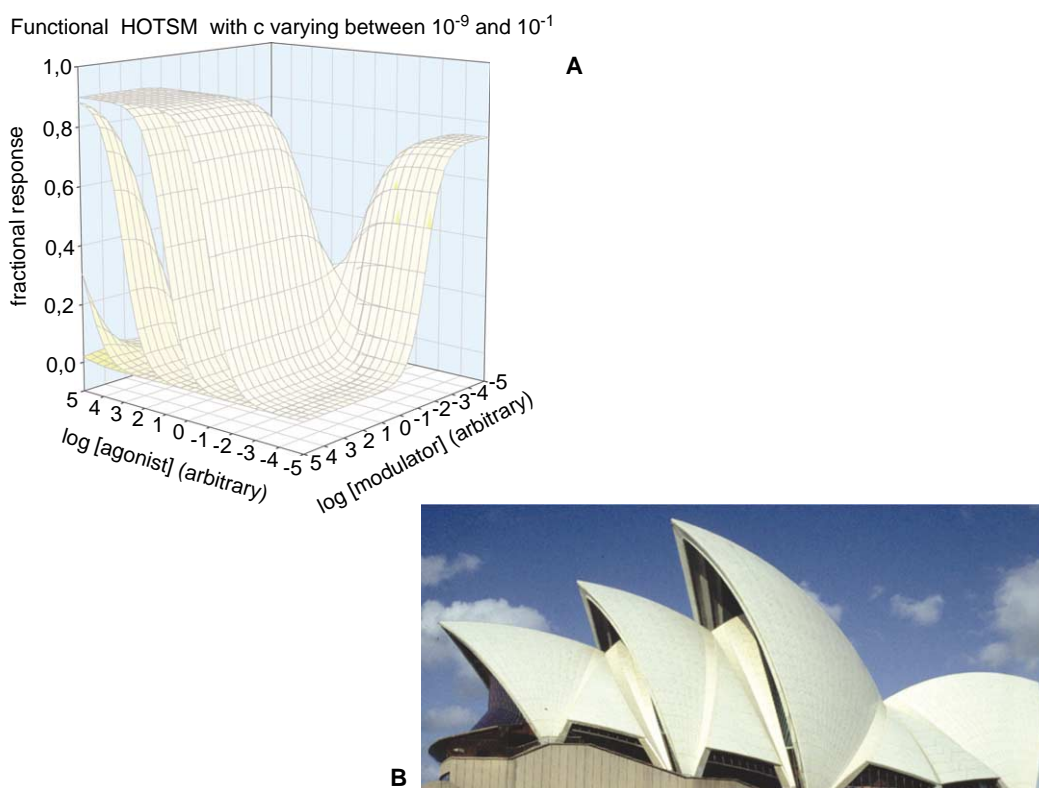 Functional HOTSM with c varying between 10⁻⁹ and 10⁻¹
A
1,0
0,8
0,6
0,4
0,2
0,0
fractional response
5 4 3 2 1 0 -1 -2 -3 -4 -5
log [agonist] (arbitrary)
5 4 3 2 1 0 -1 -2 -3 -4 -5
log [modulator] (arbitrary)
B